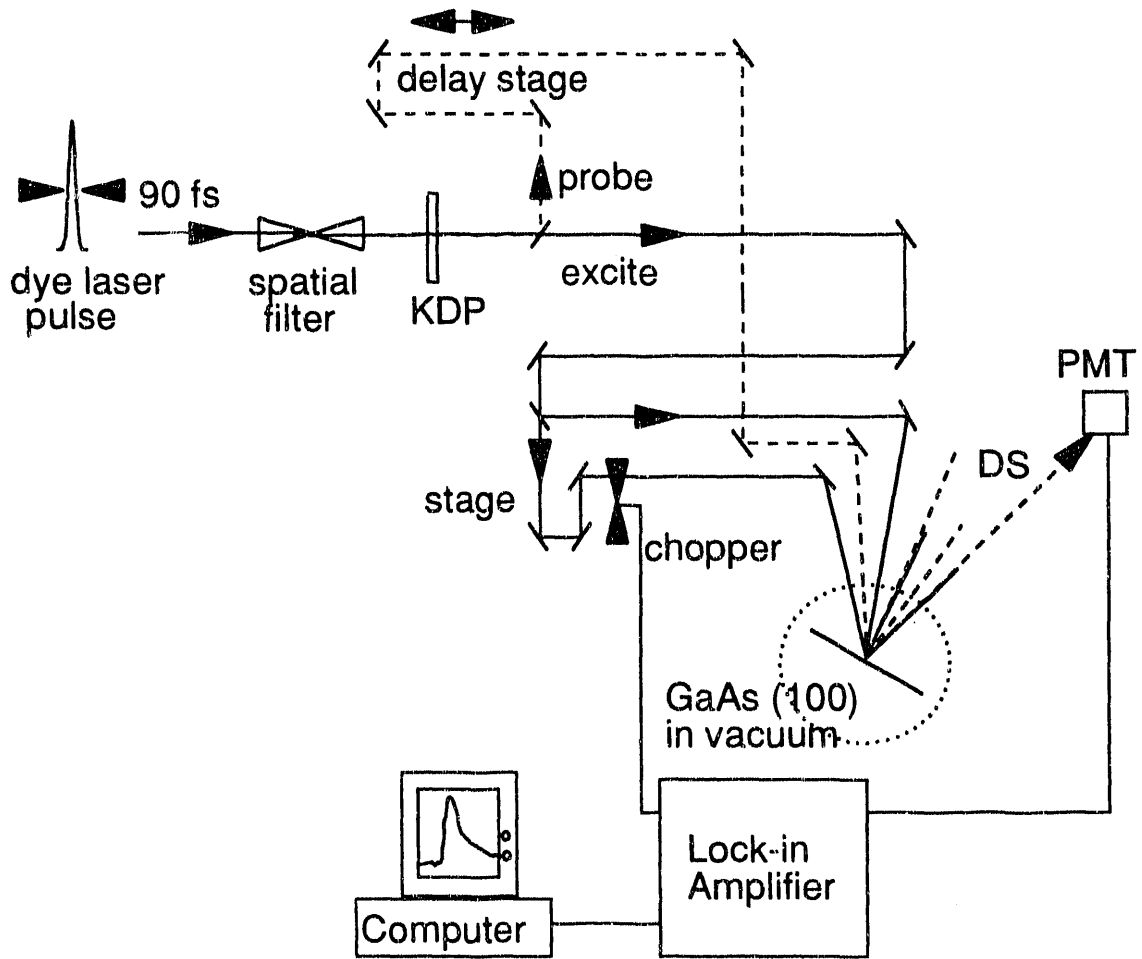 delay stage
probe
90 fs
dye laser
pulse
spatial
filter
KDP
excite
PMT
DS
stage
chopper
GaAs (100)
in vacuum
Lock-in
Amplifier
Computer